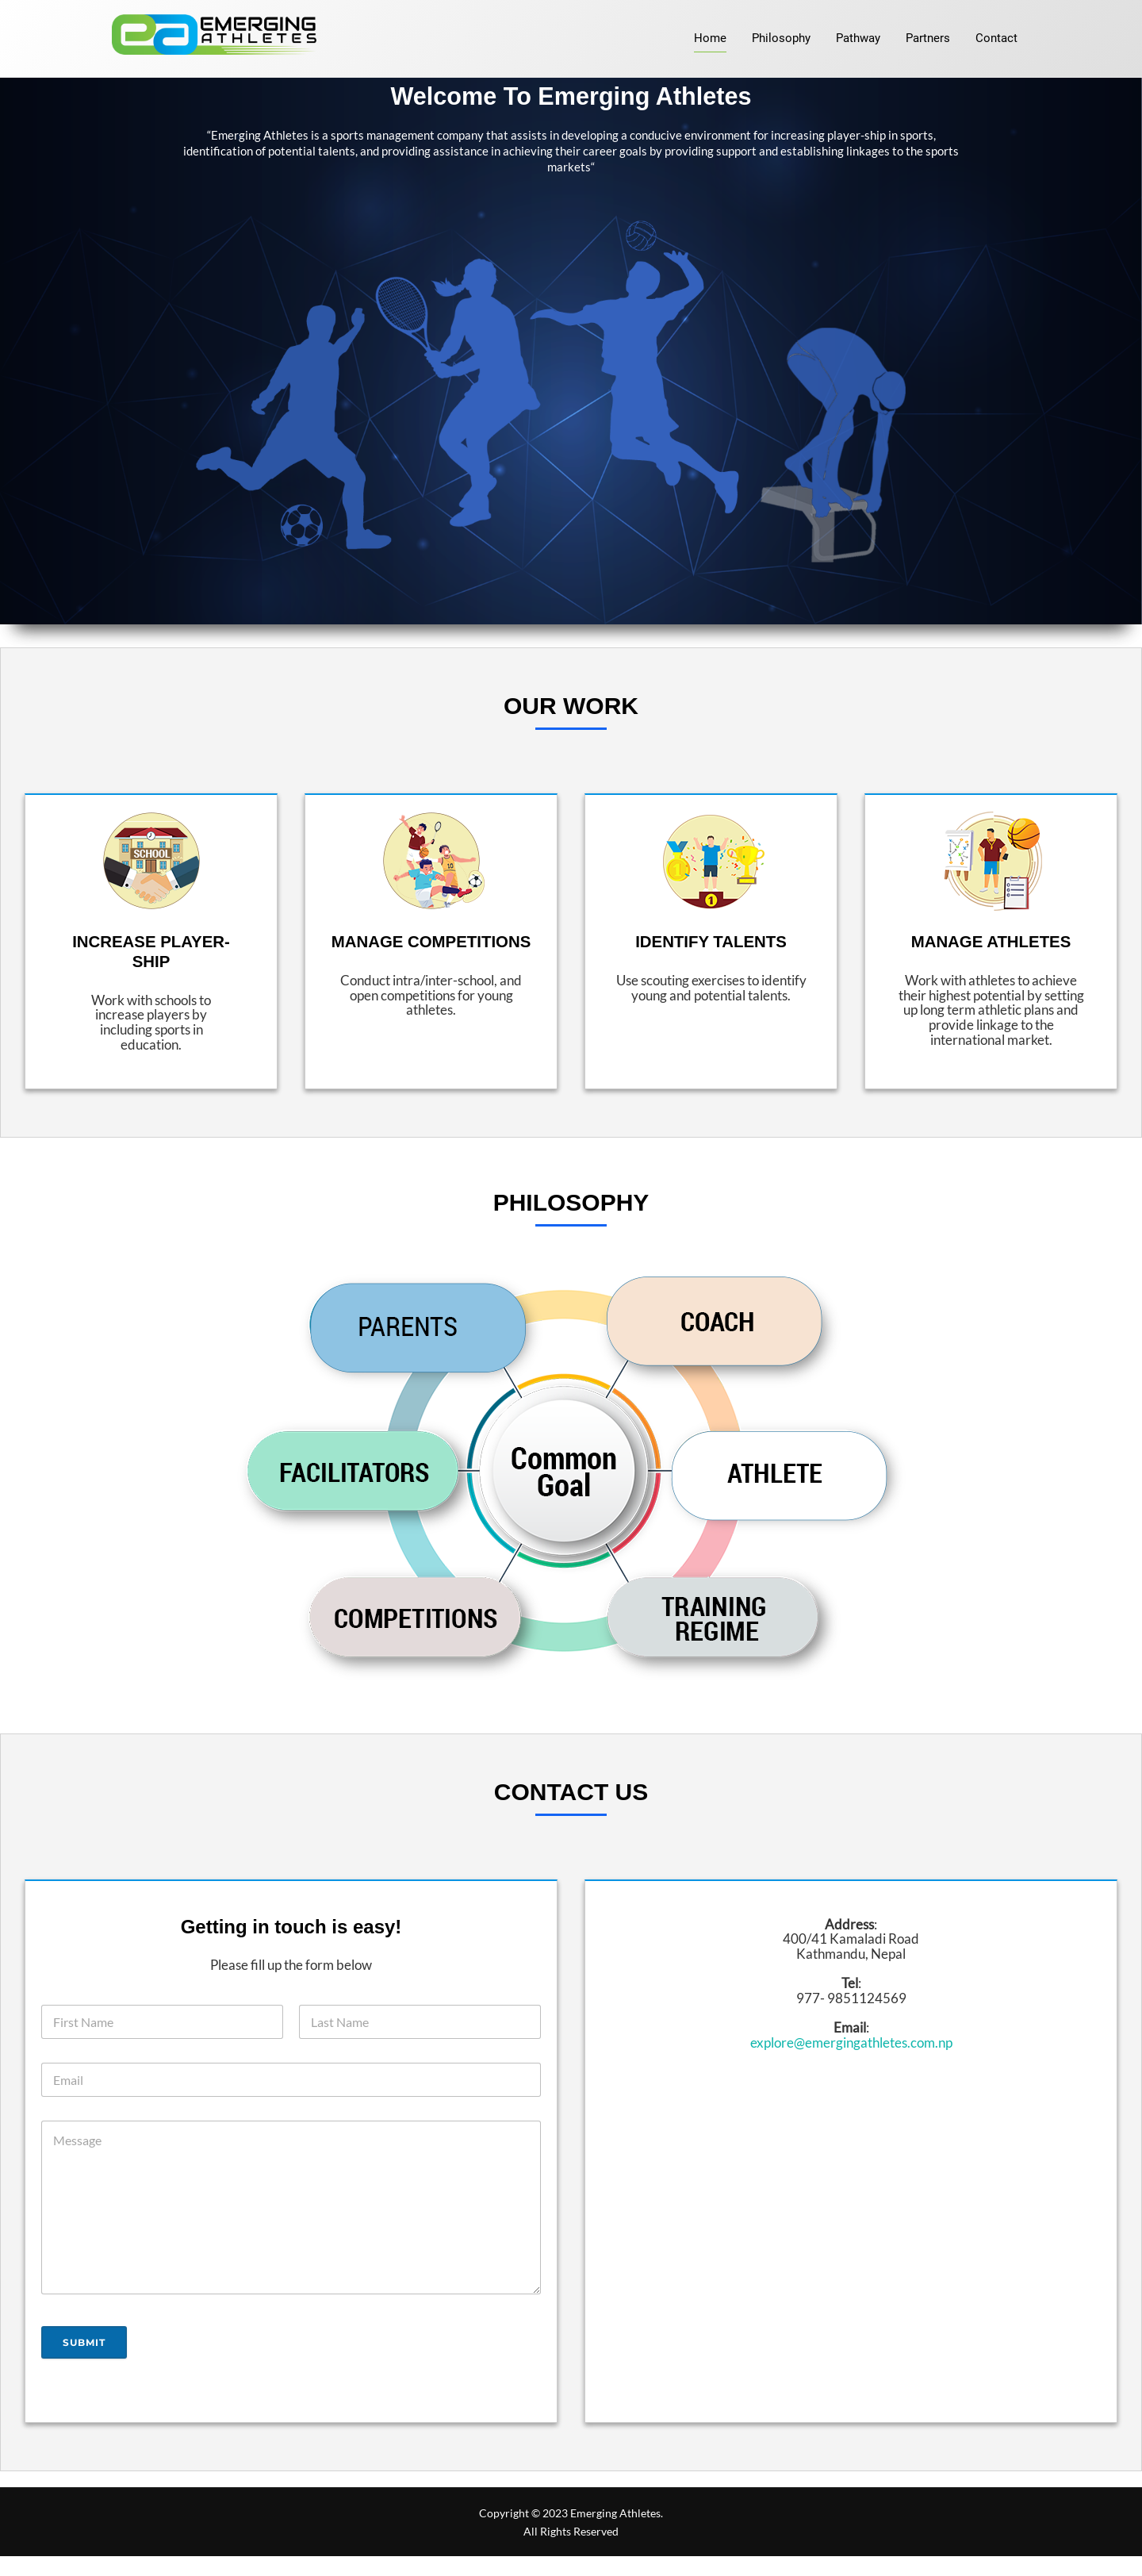 ea EMERGING
ATHLETES
Home Philosophy Pathway Partners Contact
Welcome To Emerging Athletes
“Emerging Athletes is a sports management company that assists in developing a conducive environment for increasing player-ship in sports,
identification of potential talents, and providing assistance in achieving their career goals by providing support and establishing linkages to the sports
markets“
OUR WORK
SCHOOL
INCREASE PLAYER-
SHIP
Work with schools to
increase players by
including sports in
education.
10
MANAGE COMPETITIONS
Conduct intra/inter-school, and
open competitions for young
athletes.
1
1
IDENTIFY TALENTS
Use scouting exercises to identify
young and potential talents.
MANAGE ATHLETES
Work with athletes to achieve
their highest potential by setting
up long term athletic plans and
provide linkage to the
international market.
PHILOSOPHY
PARENTS
COACH
FACILITATORS
Common
Goal
ATHLETE
COMPETITIONS
TRAINING
REGIME
CONTACT US
Getting in touch is easy!
Please fill up the form below
First Name
Last Name
Email
Message
SUBMIT
Address:
400/41 Kamaladi Road
Kathmandu, Nepal
Tel:
977- 9851124569
Email:
explore@emergingathletes.com.np
Copyright © 2023 Emerging Athletes.
All Rights Reserved